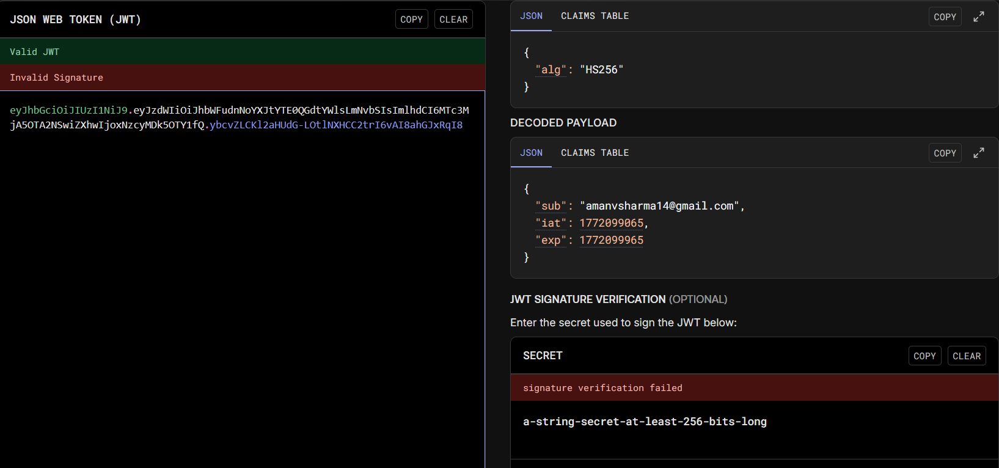 JSON WEB TOKEN (JWT)
COPY
CLEAR
Valid JWT
Invalid Signature
eyJhbGciOiJIUzI1NiJ9.eyJzdWIiOiJhbWFudnNoYXJtYTE0QGdtYWlsLmNvbSIsImlhdCI6MTc3M
jA5OTA2NSwiZXhwIjoxNzcyMDk5OTY1fQ.ybcvZLCKl2aHUdG-LOtlNXHCC2trI6vAI8ahGJxRqI8
JSON
CLAIMS TABLE
COPY
{
"alg": "HS256"
}
DECODED PAYLOAD
JSON
CLAIMS TABLE
COPY
{
"sub": "amanvsharma14@gmail.com",
"iat": 1772099065,
"exp": 1772099965
}
JWT SIGNATURE VERIFICATION (OPTIONAL)
Enter the secret used to sign the JWT below:
SECRET
COPY
CLEAR
signature verification failed
a-string-secret-at-least-256-bits-long